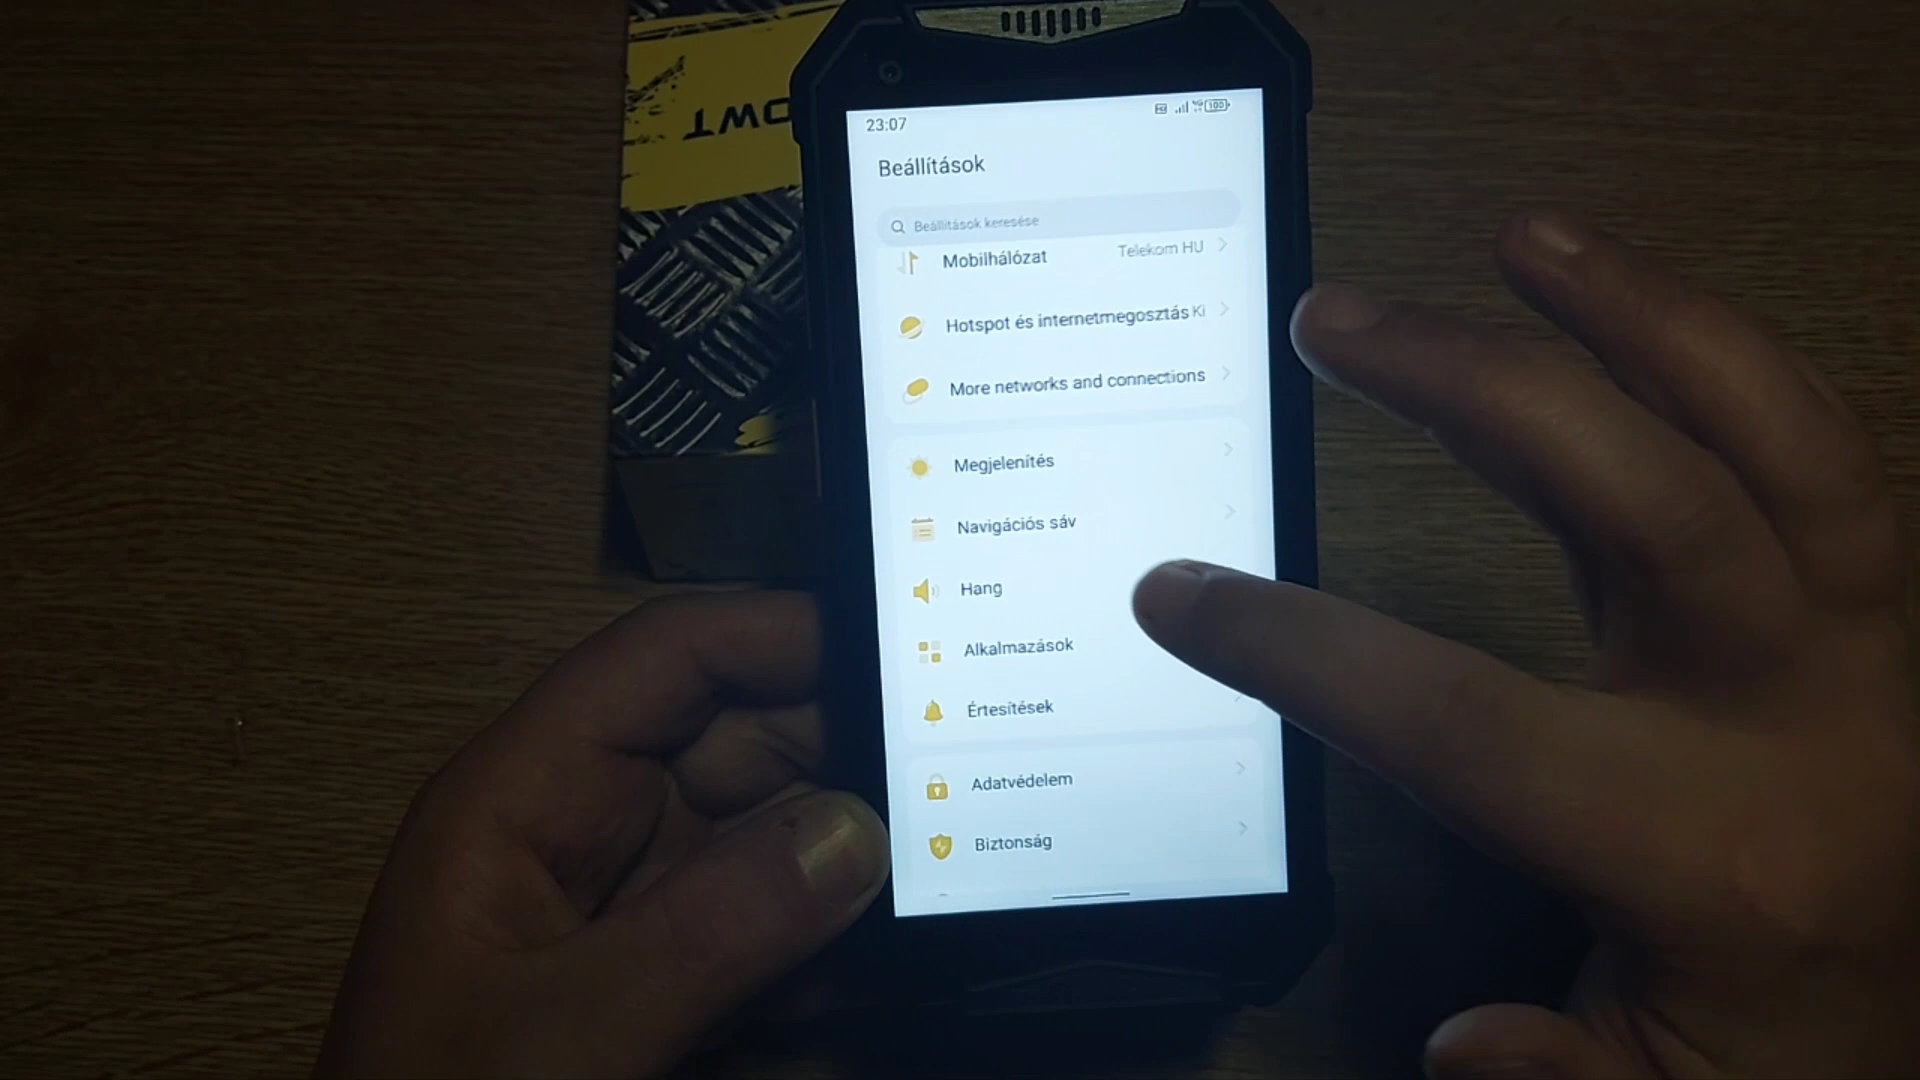 23:07
100
Beállítások
Beállítások keresése
Mobilhálózat Telekom HU
Hotspot és internetmegosztás Ki
More networks and connections
Megjelenítés
Navigációs sáv
Hang
Alkalmazások
Értesítések
Adatvédelem
Biztonság